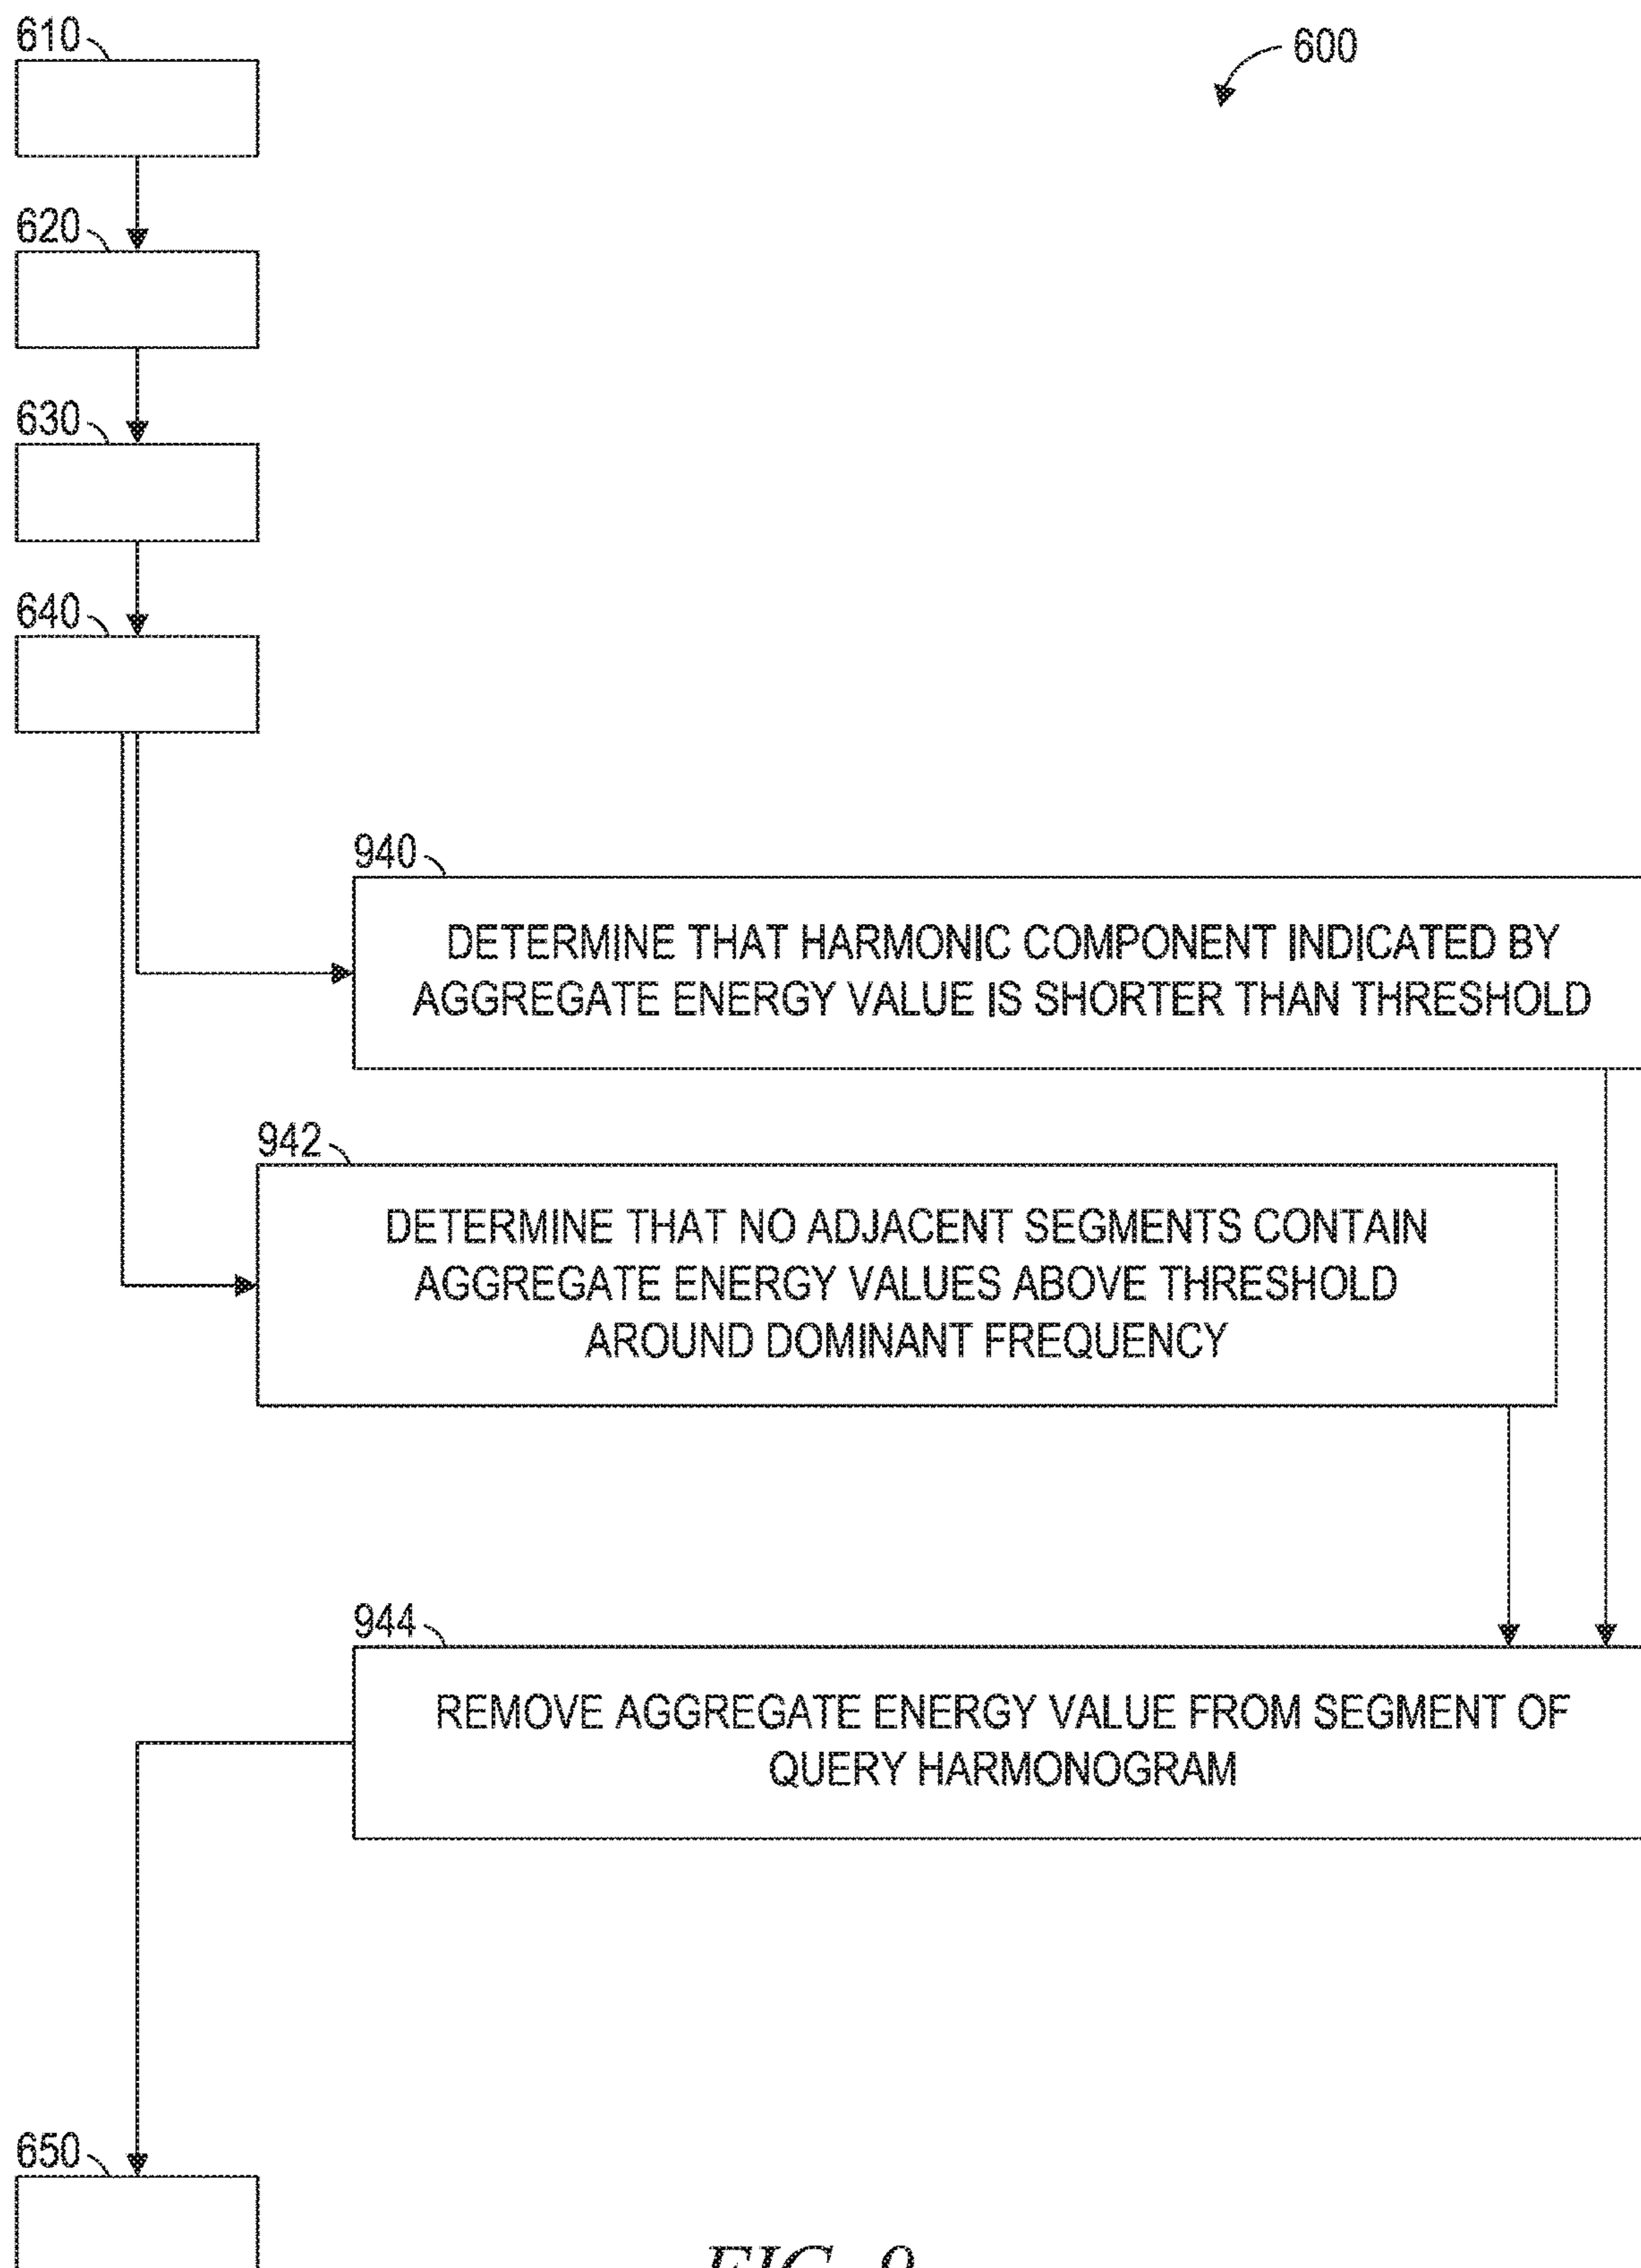 610
600
620
630
640
940
DETERMINE THAT HARMONIC COMPONENT INDICATED BY
AGGREGATE ENERGY VALUE IS SHORTER THAN THRESHOLD
942
DETERMINE THAT NO ADJACENT SEGMENTS CONTAIN
AGGREGATE ENERGY VALUES ABOVE THRESHOLD
AROUND DOMINANT FREQUENCY
944
REMOVE AGGREGATE ENERGY VALUE FROM SEGMENT OF
QUERY HARMONOGRAM
650
FIG. 9